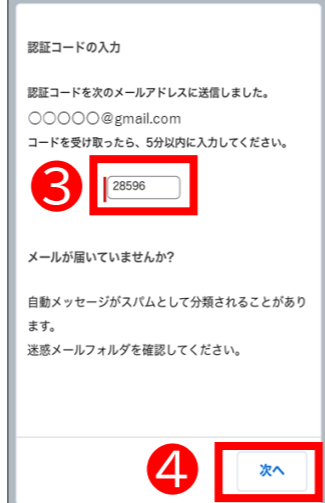 認証コードの入力
認証コードを次のメールアドレスに送信しました。
○○○○○@gmail.com
コードを受け取ったら、5分以内に入力してください。
❸
28596
メールが届いていませんか?
自動メッセージがスパムとして分類されることがあり
ます。
迷惑メールフォルダを確認してください。
❹
次へ